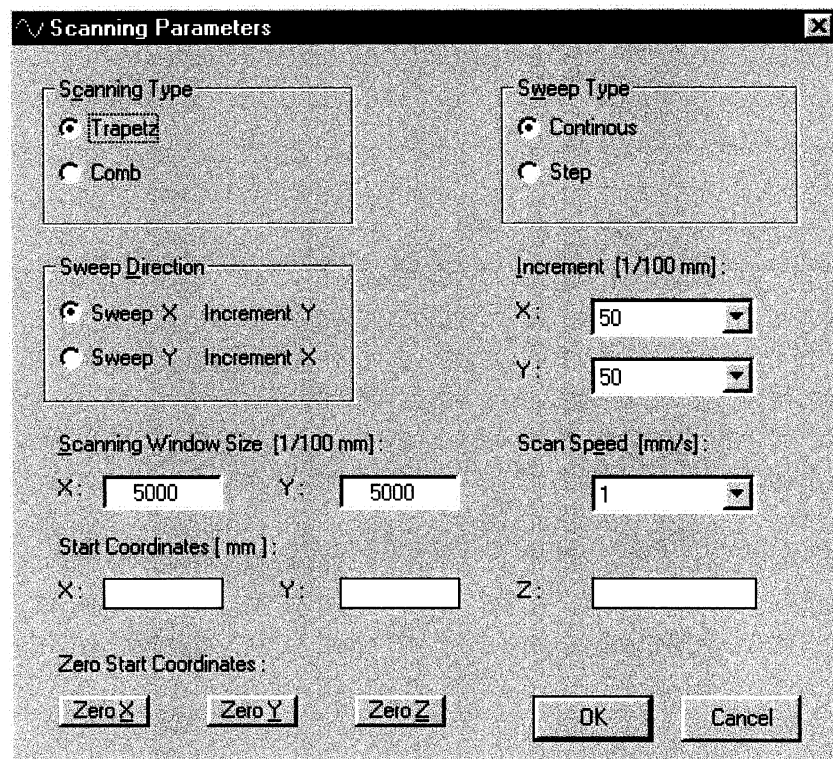 Scanning Parameters
Scanning Type
Trapetz
Comb
Sweep Type
Continous
Step
Sweep Direction
Sweep X Increment Y
Sweep Y Increment X
Increment [1/100 mm] :
X: 50
Y: 50
Scanning Window Size [1/100 mm] :
X: 5000 Y: 5000
Scan Speed [mm/s] :
1
Start Coordinates [ mm ] :
X: Y: Z:
Zero Start Coordinates :
Zero X Zero Y Zero Z OK Cancel